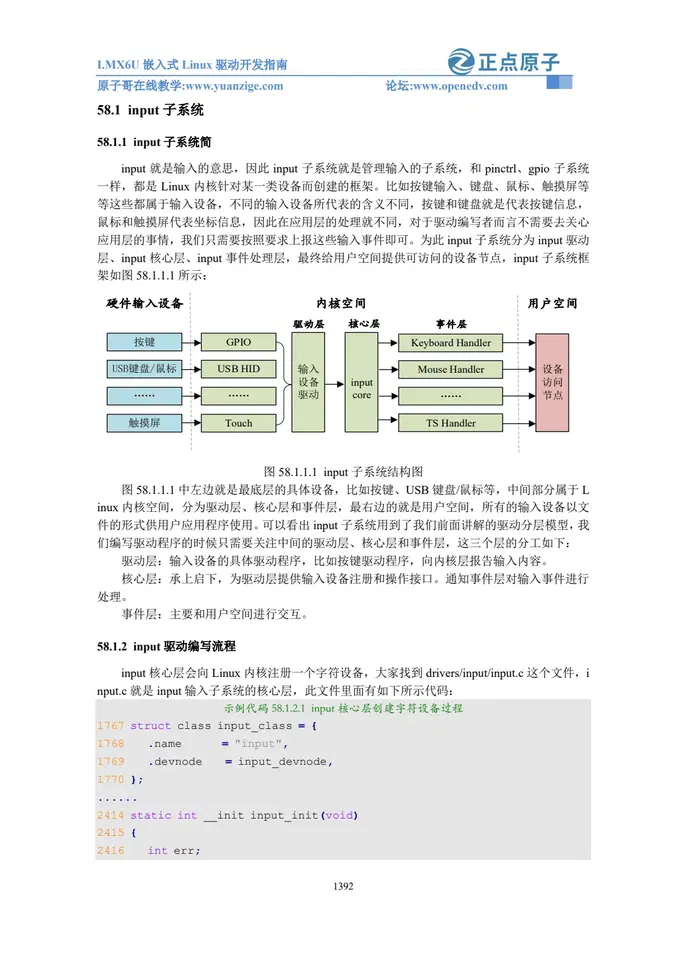 I.MX6U 嵌入式 Linux 驱动开发指南
正点原子
原子哥在线教学:www.yuanzige.com 论坛:www.openedv.com
58.1 input 子系统
58.1.1 input 子系统简
input 就是输入的意思，因此 input 子系统就是管理输入的子系统，和 pinctrl、gpio 子系统
一样，都是 Linux 内核针对某一类设备而创建的框架。比如按键输入、键盘、鼠标、触摸屏等
等这些都属于输入设备，不同的输入设备所代表的含义不同，按键和键盘就是代表按键信息，
鼠标和触摸屏代表坐标信息，因此在应用层的处理就不同，对于驱动编写者而言不需要去关心
应用层的事情，我们只需要按照要求上报这些输入事件即可。为此 input 子系统分为 input 驱动
层、input 核心层、input 事件处理层，最终给用户空间提供可访问的设备节点，input 子系统框
架如图 58.1.1.1 所示：
硬件输入设备 内核空间 用户空间
驱动层 核心层 事件层
按键 GPIO Keyboard Handler
USB键盘/鼠标 USB HID 输入 Mouse Handler 设备
设备 input 访问
…… …… 驱动 core …… 节点
触摸屏 Touch TS Handler
图 58.1.1.1 input 子系统结构图
图 58.1.1.1 中左边就是最底层的具体设备，比如按键、USB 键盘/鼠标等，中间部分属于 L
inux 内核空间，分为驱动层、核心层和事件层，最右边的就是用户空间，所有的输入设备以文
件的形式供用户应用程序使用。可以看出 input 子系统用到了我们前面讲解的驱动分层模型，我
们编写驱动程序的时候只需要关注中间的驱动层、核心层和事件层，这三个层的分工如下：
驱动层：输入设备的具体驱动程序，比如按键驱动程序，向内核层报告输入内容。
核心层：承上启下，为驱动层提供输入设备注册和操作接口。通知事件层对输入事件进行
处理。
事件层：主要和用户空间进行交互。
58.1.2 input 驱动编写流程
input 核心层会向 Linux 内核注册一个字符设备，大家找到 drivers/input/input.c 这个文件，i
nput.c 就是 input 输入子系统的核心层，此文件里面有如下所示代码：
示例代码 58.1.2.1 input 核心层创建字符设备过程
1767 struct class input_class = {
1768 .name = "input",
1769 .devnode = input_devnode,
1770 };
......
2414 static int __init input_init(void)
2415 {
2416 int err;
1392